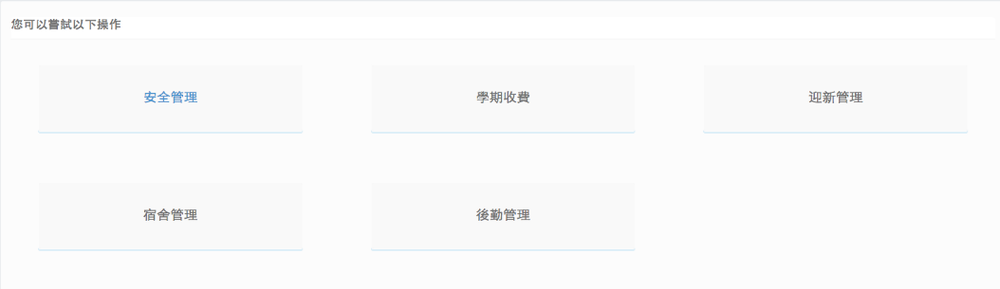 您可以嘗試以下操作
安全管理
學期收費
迎新管理
宿舍管理
後勤管理